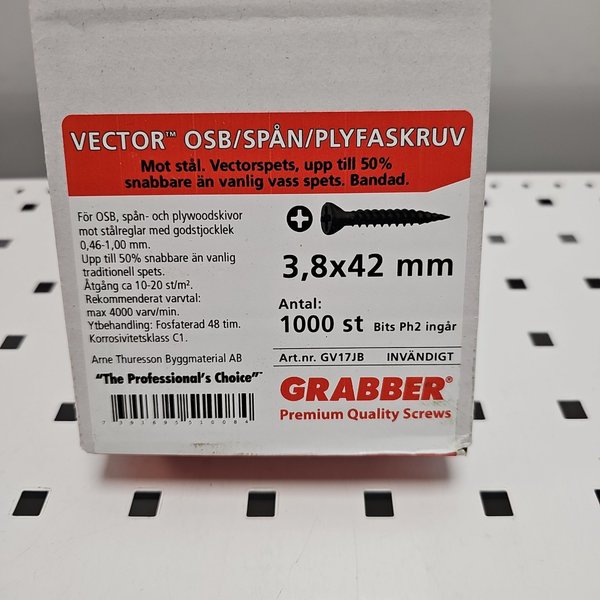 VECTOR™ OSB/SPÅN/PLYFASKRUV
Mot stål. Vectorspets, upp till 50%
snabbare än vanlig vass spets. Bandad.
För OSB, spån- och plywoodskivor
mot stålreglar med godstjocklek
0,46-1,00 mm.
Upp till 50% snabbare än vanlig
traditionell spets.
Åtgång ca 10-20 st/m².
Rekommenderat varvtal:
max 4000 varv/min.
Ytbehandling: Fosfaterad 48 tim.
Korrosivitetsklass C1.
Arne Thuresson Byggmaterial AB
"The Professional's Choice"
7391695010084
3,8x42 mm
Antal:
1000 st Bits Ph2 ingår
Art.nr. GV17JB INVÄNDIGT
GRABBER®
Premium Quality Screws